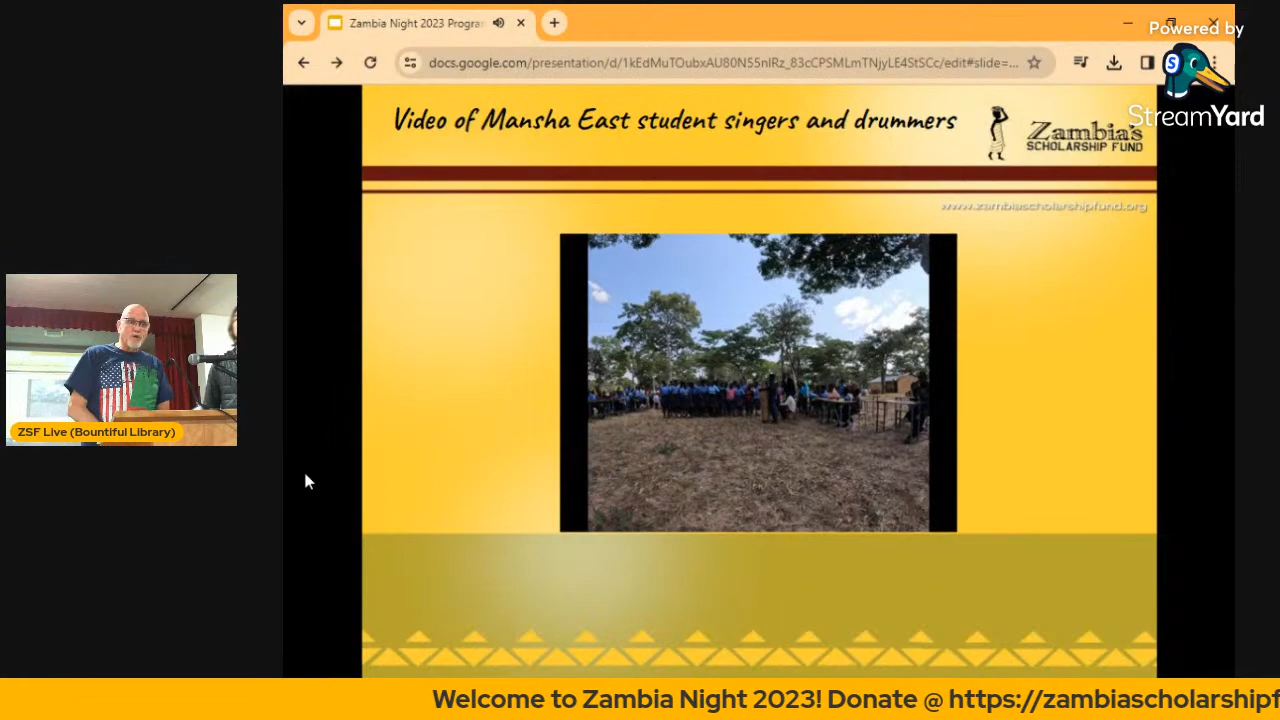 Zambia Night 2023 Progra
docs.google.com/presentation/d/1kEdMuTOubxAU80N55nIRz_83cCPSMLmTNjyLE4StSCc/edit#slide=...
Powered by
S
StreamYard
Video of Mansha East student singers and drummers
Zambia's
SCHOLARSHIP FUND
www.zambiascholarshipfund.org
ZSF Live (Bountiful Library)
Welcome to Zambia Night 2023! Donate @ https://zambiascholarshipf